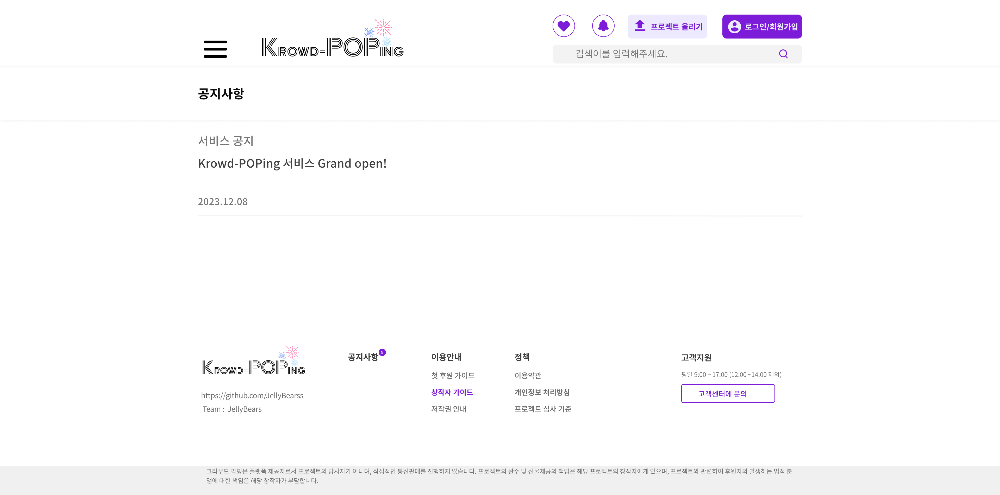 프로젝트 올리기
로그인/회원가입
KROWD=POPING
검색어를 입력해주세요.
공지사항
서비스 공지
Krowd-POPing 서비스 Grand open!
2023.12.08
KROWD=POPING
공지사항 N
이용안내
정책
고객지원
첫 후원 가이드
이용약관
평일 9:00 ~ 17:00 (12:00 ~14:00 제외)
창작자 가이드
개인정보 처리방침
고객센터에 문의
https://github.com/JellyBearss
Team : JellyBears
저작권 안내
프로젝트 심사 기준
크라우드 팝핑은 플랫폼 제공자로서 프로젝트의 당사자가 아니며, 직접적인 통신판매를 진행하지 않습니다. 프로젝트의 완수 및 선물제공의 책임은 해당 프로젝트의 창작자에게 있으며, 프로젝트와 관련하여 후원자와 발생하는 법적 분
쟁에 대한 책임은 해당 창작자가 부담합니다.